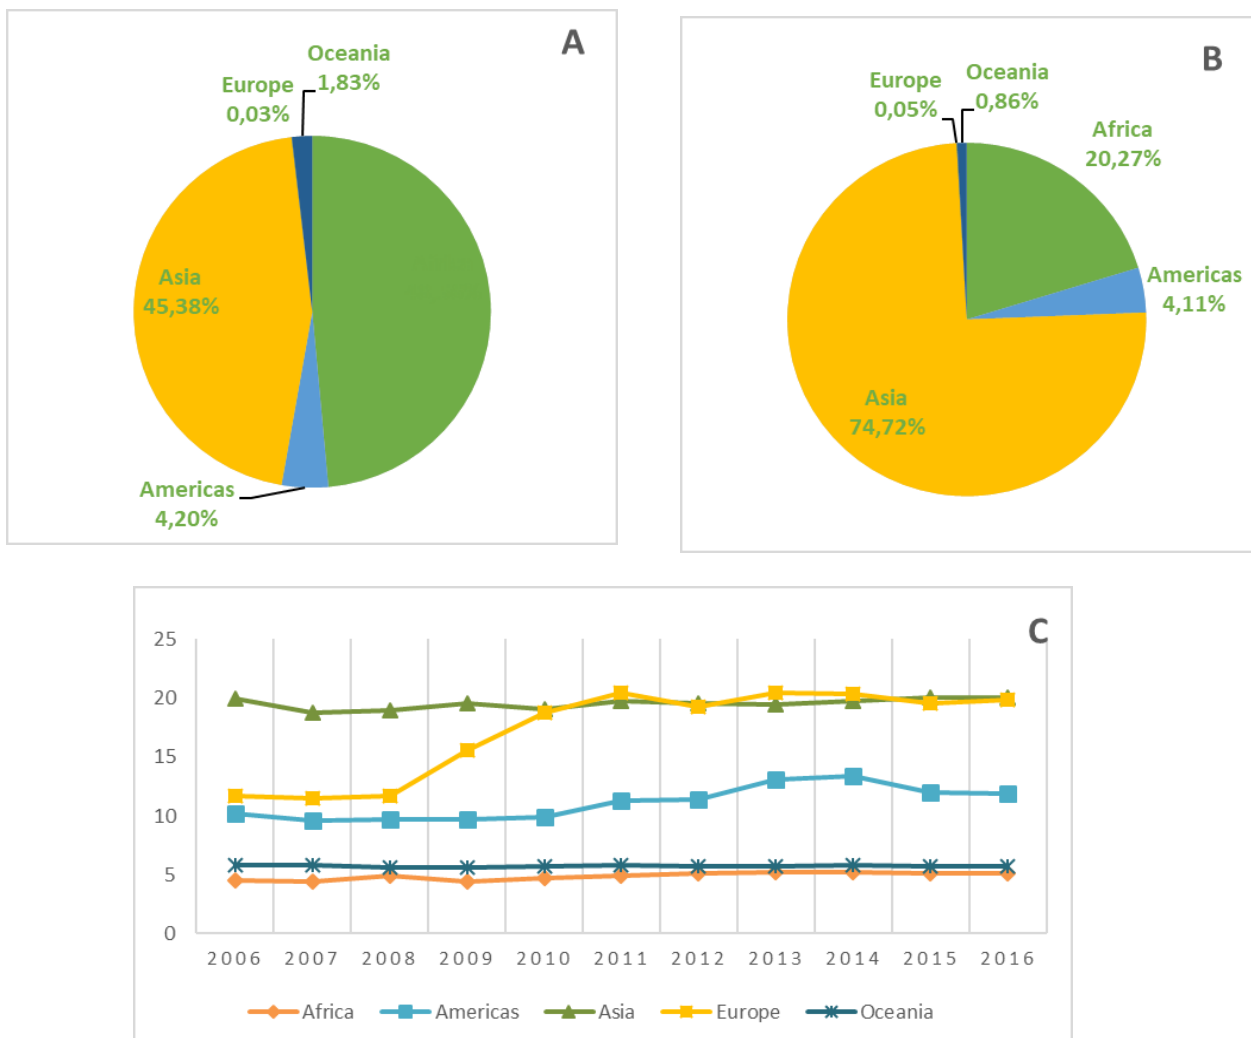 A
Oceania
1,83%
Europe
0,03%
Asia
45,38%
Americas
4,20%
B
Oceania
0,86%
Europe
0,05%
Africa
20,27%
Americas
4,11%
Asia
74,72%
C
25
20
15
10
5
0
2006 2007 2008 2009 2010 2011 2012 2013 2014 2015 2016
Africa Americas Asia Europe Oceania